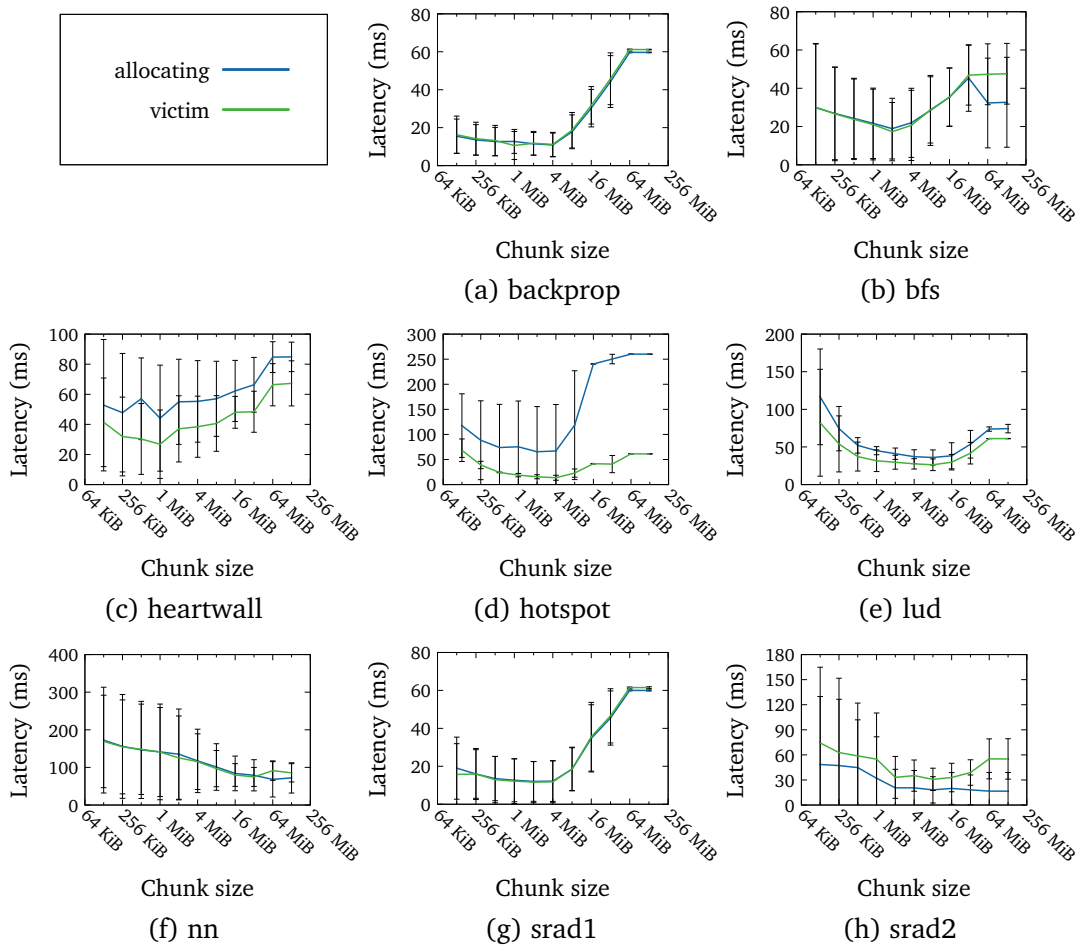 allocating
victim
Latency (ms)
80
60
40
20
0
64 KiB
256 KiB
1 MiB
4 MiB
16 MiB
64 MiB
256 MiB
Chunk size
(a) backprop
Latency (ms)
80
60
40
20
0
64 KiB
256 KiB
1 MiB
4 MiB
16 MiB
64 MiB
256 MiB
Chunk size
(b) bfs
Latency (ms)
100
80
60
40
20
0
64 KiB
256 KiB
1 MiB
4 MiB
16 MiB
64 MiB
256 MiB
Chunk size
(c) heartwall
Latency (ms)
300
250
200
150
100
50
0
64 KiB
256 KiB
1 MiB
4 MiB
16 MiB
64 MiB
256 MiB
Chunk size
(d) hotspot
Latency (ms)
200
150
100
50
0
64 KiB
256 KiB
1 MiB
4 MiB
16 MiB
64 MiB
256 MiB
Chunk size
(e) lud
Latency (ms)
400
300
200
100
0
64 KiB
256 KiB
1 MiB
4 MiB
16 MiB
64 MiB
256 MiB
Chunk size
(f) nn
Latency (ms)
80
60
40
20
0
64 KiB
256 KiB
1 MiB
4 MiB
16 MiB
64 MiB
256 MiB
Chunk size
(g) srad1
Latency (ms)
180
150
120
90
60
30
0
64 KiB
256 KiB
1 MiB
4 MiB
16 MiB
64 MiB
256 MiB
Chunk size
(h) srad2